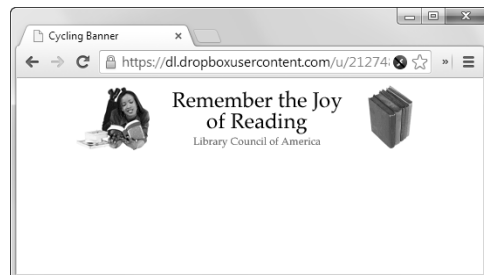 Cycling Banner
https://dl.dropboxusercontent.com/u/21274
Remember the Joy
of Reading
Library Council of America